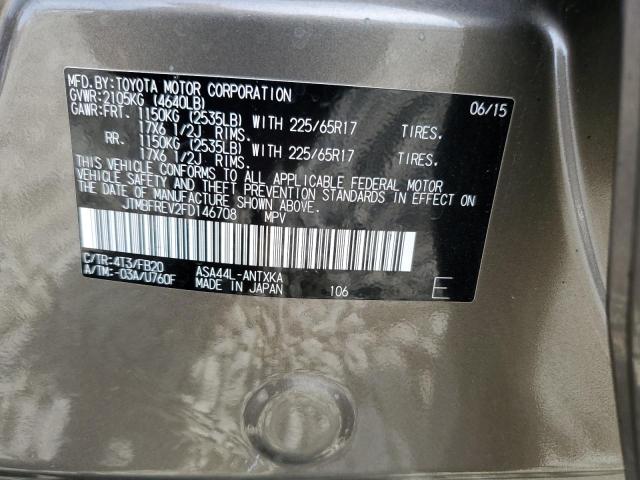 MFD.BY:TOYOTA MOTOR CORPORATION 06/15
GVWR:2105KG (4640LB)
GAWR:FRT. 1150KG (2535LB) WITH 225/65R17 TIRES.
17X6 1/2J RIMS.
RR. 1150KG (2535LB) WITH 225/65R17 TIRES.
17X6 1/2J RIMS.
THIS VEHICLE CONFORMS TO ALL APPLICABLE FEDERAL MOTOR
VEHICLE SAFETY AND THEFT PREVENTION STANDARDS IN EFFECT ON
THE DATE OF MANUFACTURE SHOWN ABOVE.
JTMBFREV2FD146708 MPV
C/TR:4T3/FB20 ASA44L-ANTXKA
A/TM:-03A/U760F MADE IN JAPAN 106 E